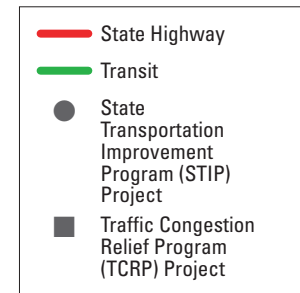 State Highway
Transit
State
Transportation
Improvement
Program (STIP)
Project
Traffic Congestion
Relief Program
(TCRP) Project